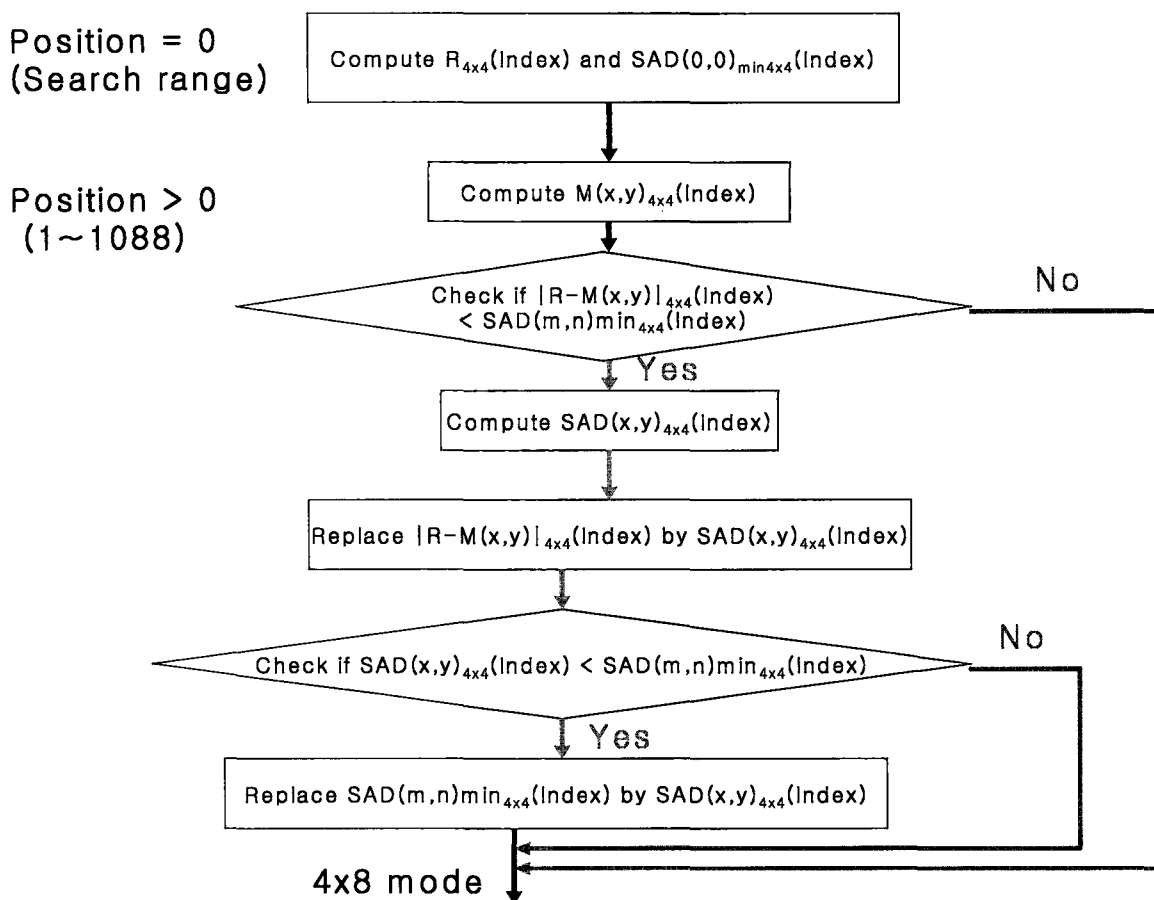 Position = 0
(Search range)
Compute R4x4(Index) and SAD(0,0)min4x4(Index)
Position > 0
(1~1088)
Compute M(x,y)4x4(Index)
Check if |R-M(x,y)|4x4(Index)
< SAD(m,n)min4x4(Index)
No
Yes
Compute SAD(x,y)4x4(Index)
Replace |R-M(x,y)|4x4(Index) by SAD(x,y)4x4(Index)
Check if SAD(x,y)4x4(Index) < SAD(m,n)min4x4(Index)
No
Yes
Replace SAD(m,n)min4x4(Index) by SAD(x,y)4x4(Index)
4x8 mode